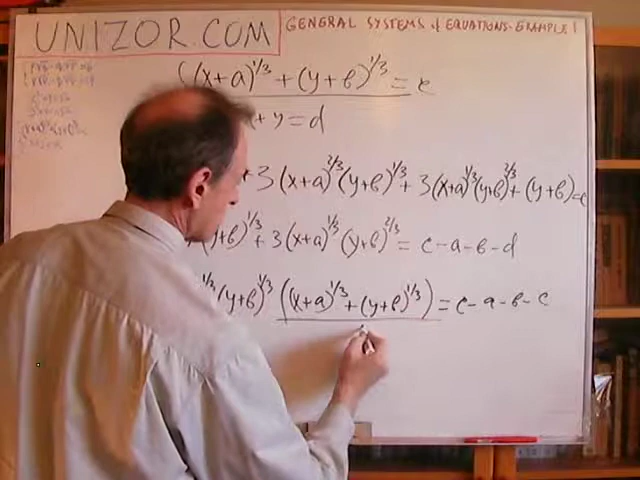 UNIZOR.COM
GENERAL SYSTEMS of EQUATIONS-EXAMPLE 1
((x+a)^1/3 + (y+b)^1/3 = c
+ y = d
3(x+a)^2/3 (y+b)^1/3 + 3(x+a)^1/3 (y+b)^2/3 + (y+b) = c
y+b)^1/3 + 3(x+a)^1/3 (y+b)^2/3 = c-a-b-d
^1/3 (y+b)^1/3 ((x+a)^1/3 + (y+b)^1/3) = c-a-b-c